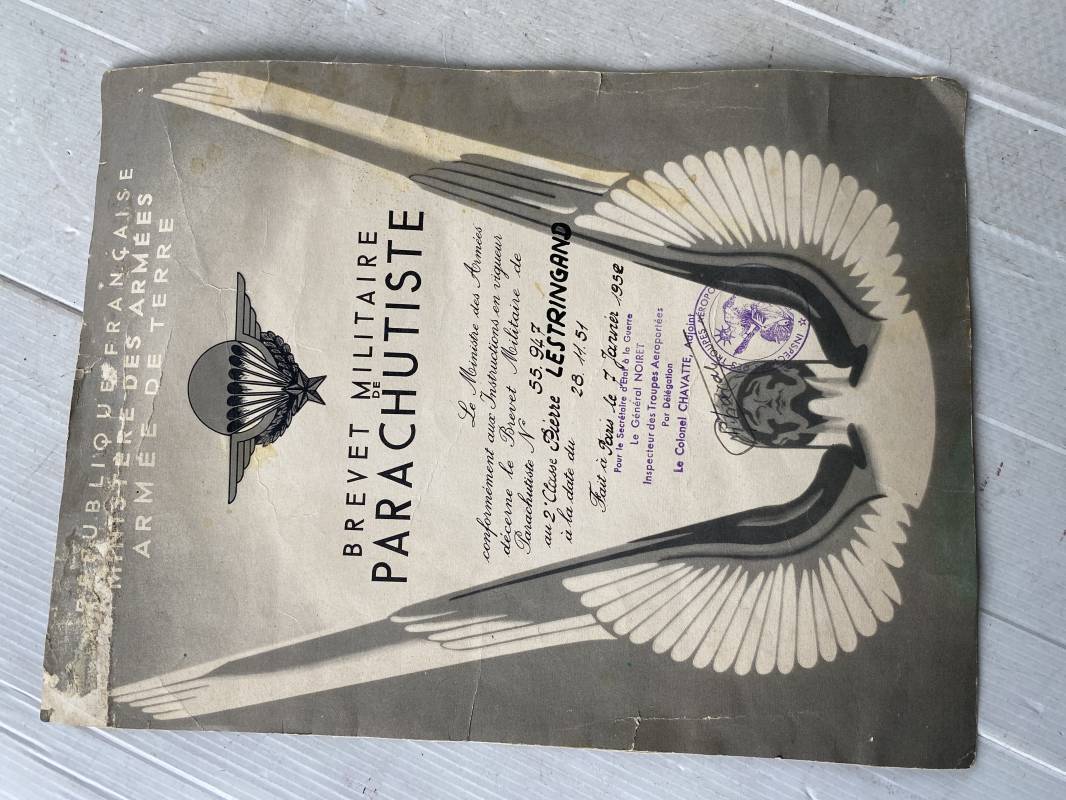 RÉPUBLIQUE FRANÇAISE
MINISTÈRE DES ARMÉES
ARMÉE DE TERRE
BREVET MILITAIRE
DE
PARACHUTISTE
Le Ministre des Armées
conformément aux Instructions en vigueur
décerne le Brevet Militaire de
Parachutiste N° 55.947
au 2° Classe Pierre LESTRINGAND
à la date du 28.11.51
Fait à Paris le 7 Janvier 1952
Pour le Secrétaire d'Etat à la Guerre
Le Général NOIRET
Inspecteur des Troupes Aeroportées
Par Délégation
Le Colonel CHAVATTE, Adjoint